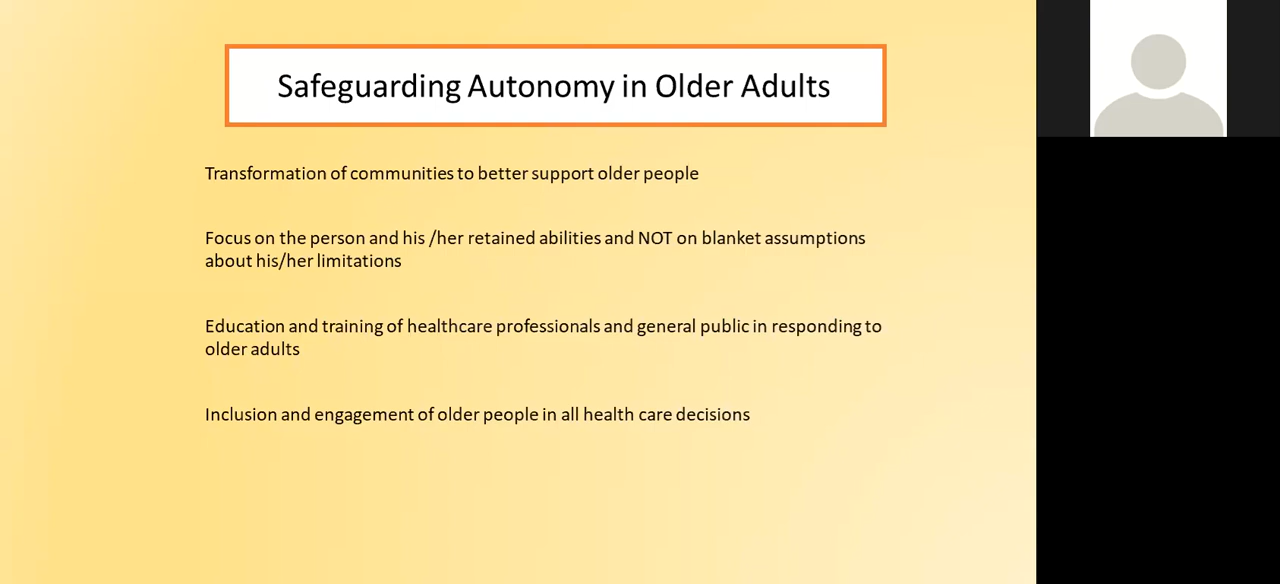 Safeguarding Autonomy in Older Adults
Transformation of communities to better support older people
Focus on the person and his /her retained abilities and NOT on blanket assumptions
about his/her limitations
Education and training of healthcare professionals and general public in responding to
older adults
Inclusion and engagement of older people in all health care decisions